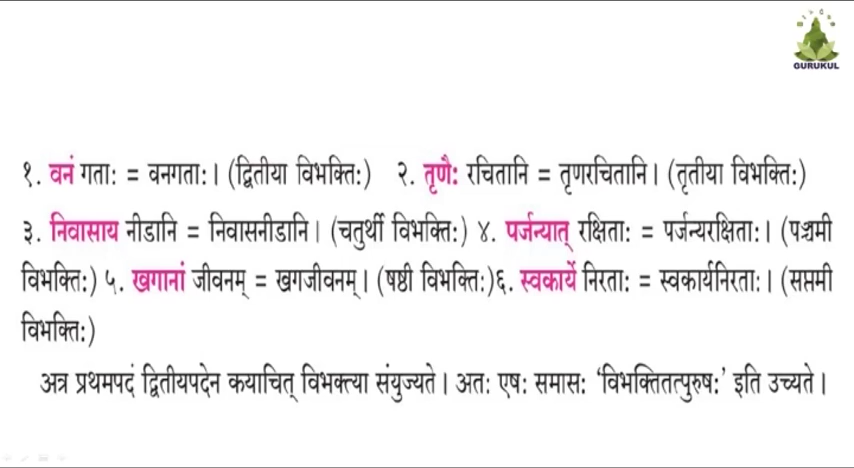 GURUKUL
१. वनं गताः = वनगताः। (द्वितीया विभक्तिः) २. तृणैः रचितानि = तृणरचितानि। (तृतीया विभक्तिः)
३. निवासाय नीडानि = निवासनीडानि। (चतुर्थी विभक्तिः) ४. पर्जन्यात् रक्षिताः = पर्जन्यरक्षिताः। (पञ्चमी
विभक्तिः) ५. खगानां जीवनम् = खगजीवनम्। (षष्ठी विभक्तिः)६. स्वकार्ये निरताः = स्वकार्यनिरताः। (सप्तमी
विभक्तिः)
अत्र प्रथमपदं द्वितीयपदेन कयाचित् विभक्त्या संयुज्यते। अतः एषः समासः ‘विभक्तितत्पुरुषः’ इति उच्यते।